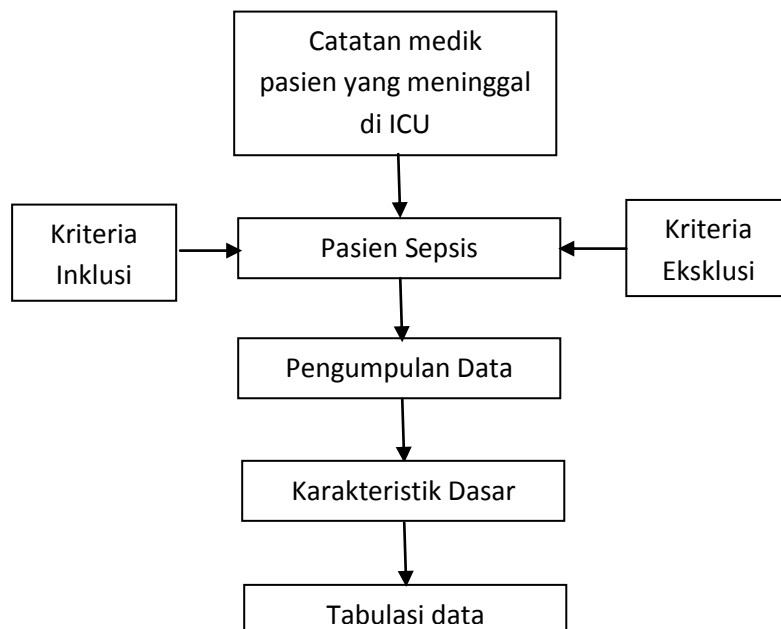 Catatan medik
pasien yang meninggal
di ICU
Kriteria
Inklusi
Pasien Sepsis
Kriteria
Eksklusi
Pengumpulan Data
Karakteristik Dasar
Tabulasi data